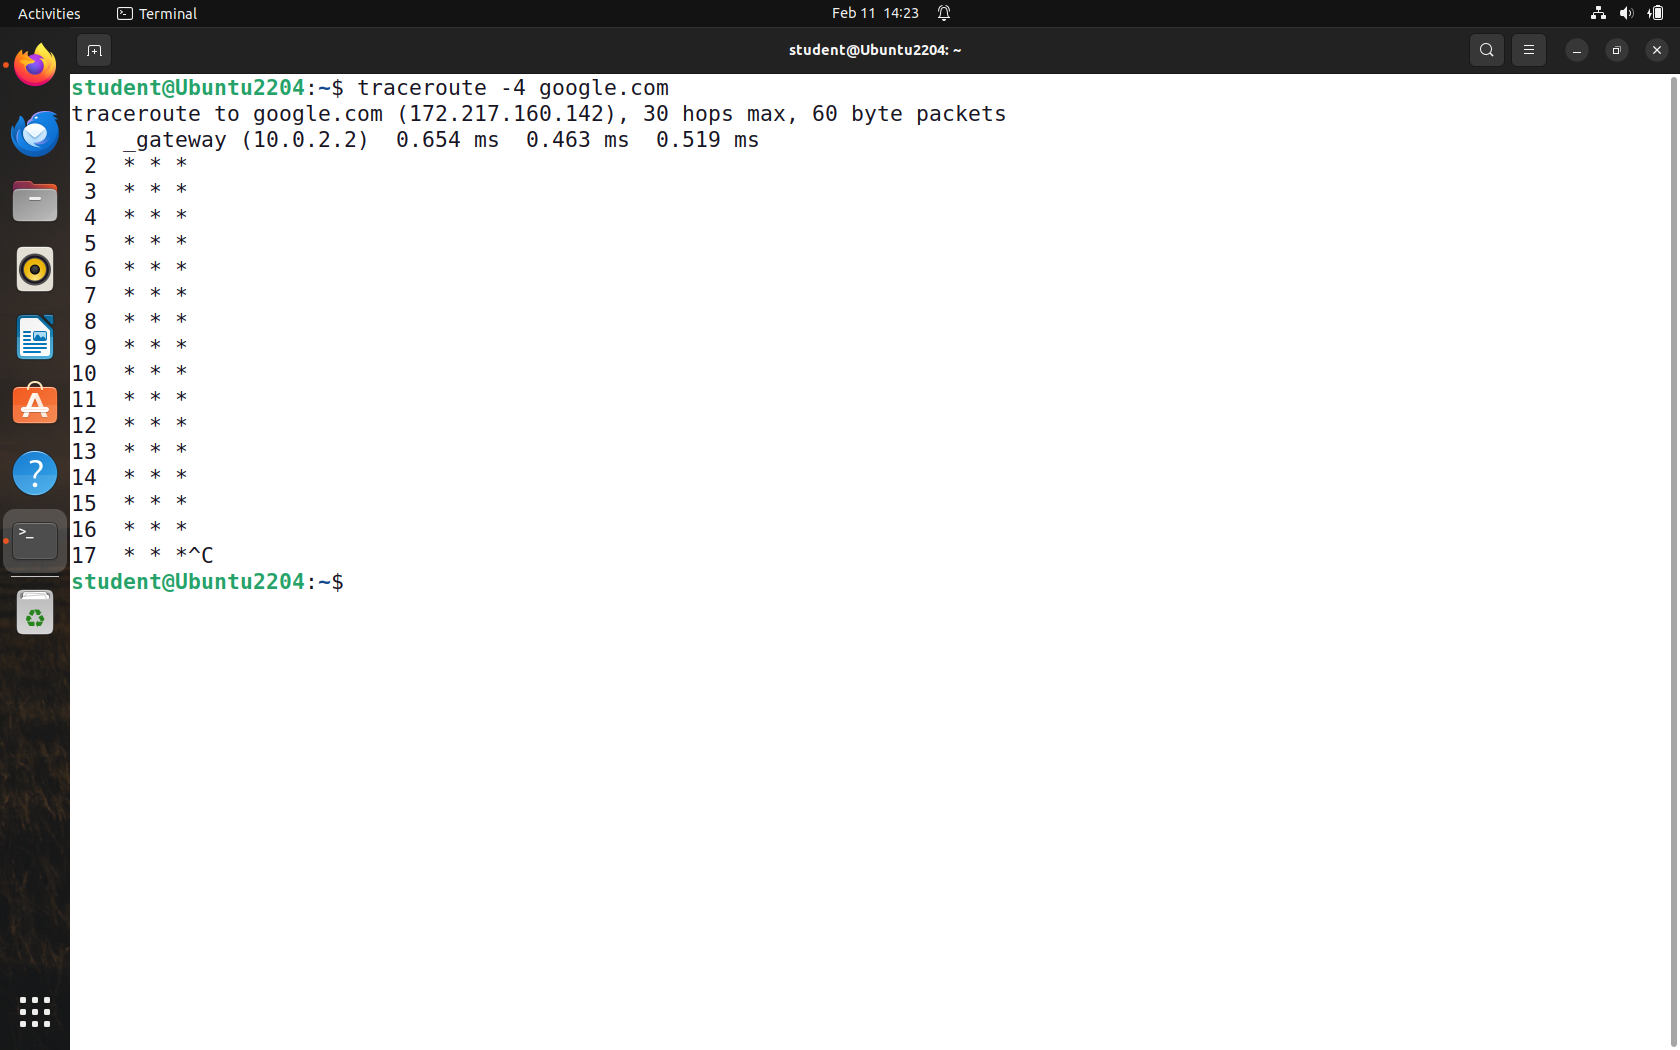 Activities
Terminal
Feb 11 14:23
student@Ubuntu2204: ~
student@Ubuntu2204:~$ traceroute -4 google.com
traceroute to google.com (172.217.160.142), 30 hops max, 60 byte packets
1 _gateway (10.0.2.2) 0.654 ms 0.463 ms 0.519 ms
2 * * *
3 * * *
4 * * *
5 * * *
6 * * *
7 * * *
8 * * *
9 * * *
10 * * *
11 * * *
12 * * *
13 * * *
14 * * *
15 * * *
16 * * *
17 * * *^C
student@Ubuntu2204:~$